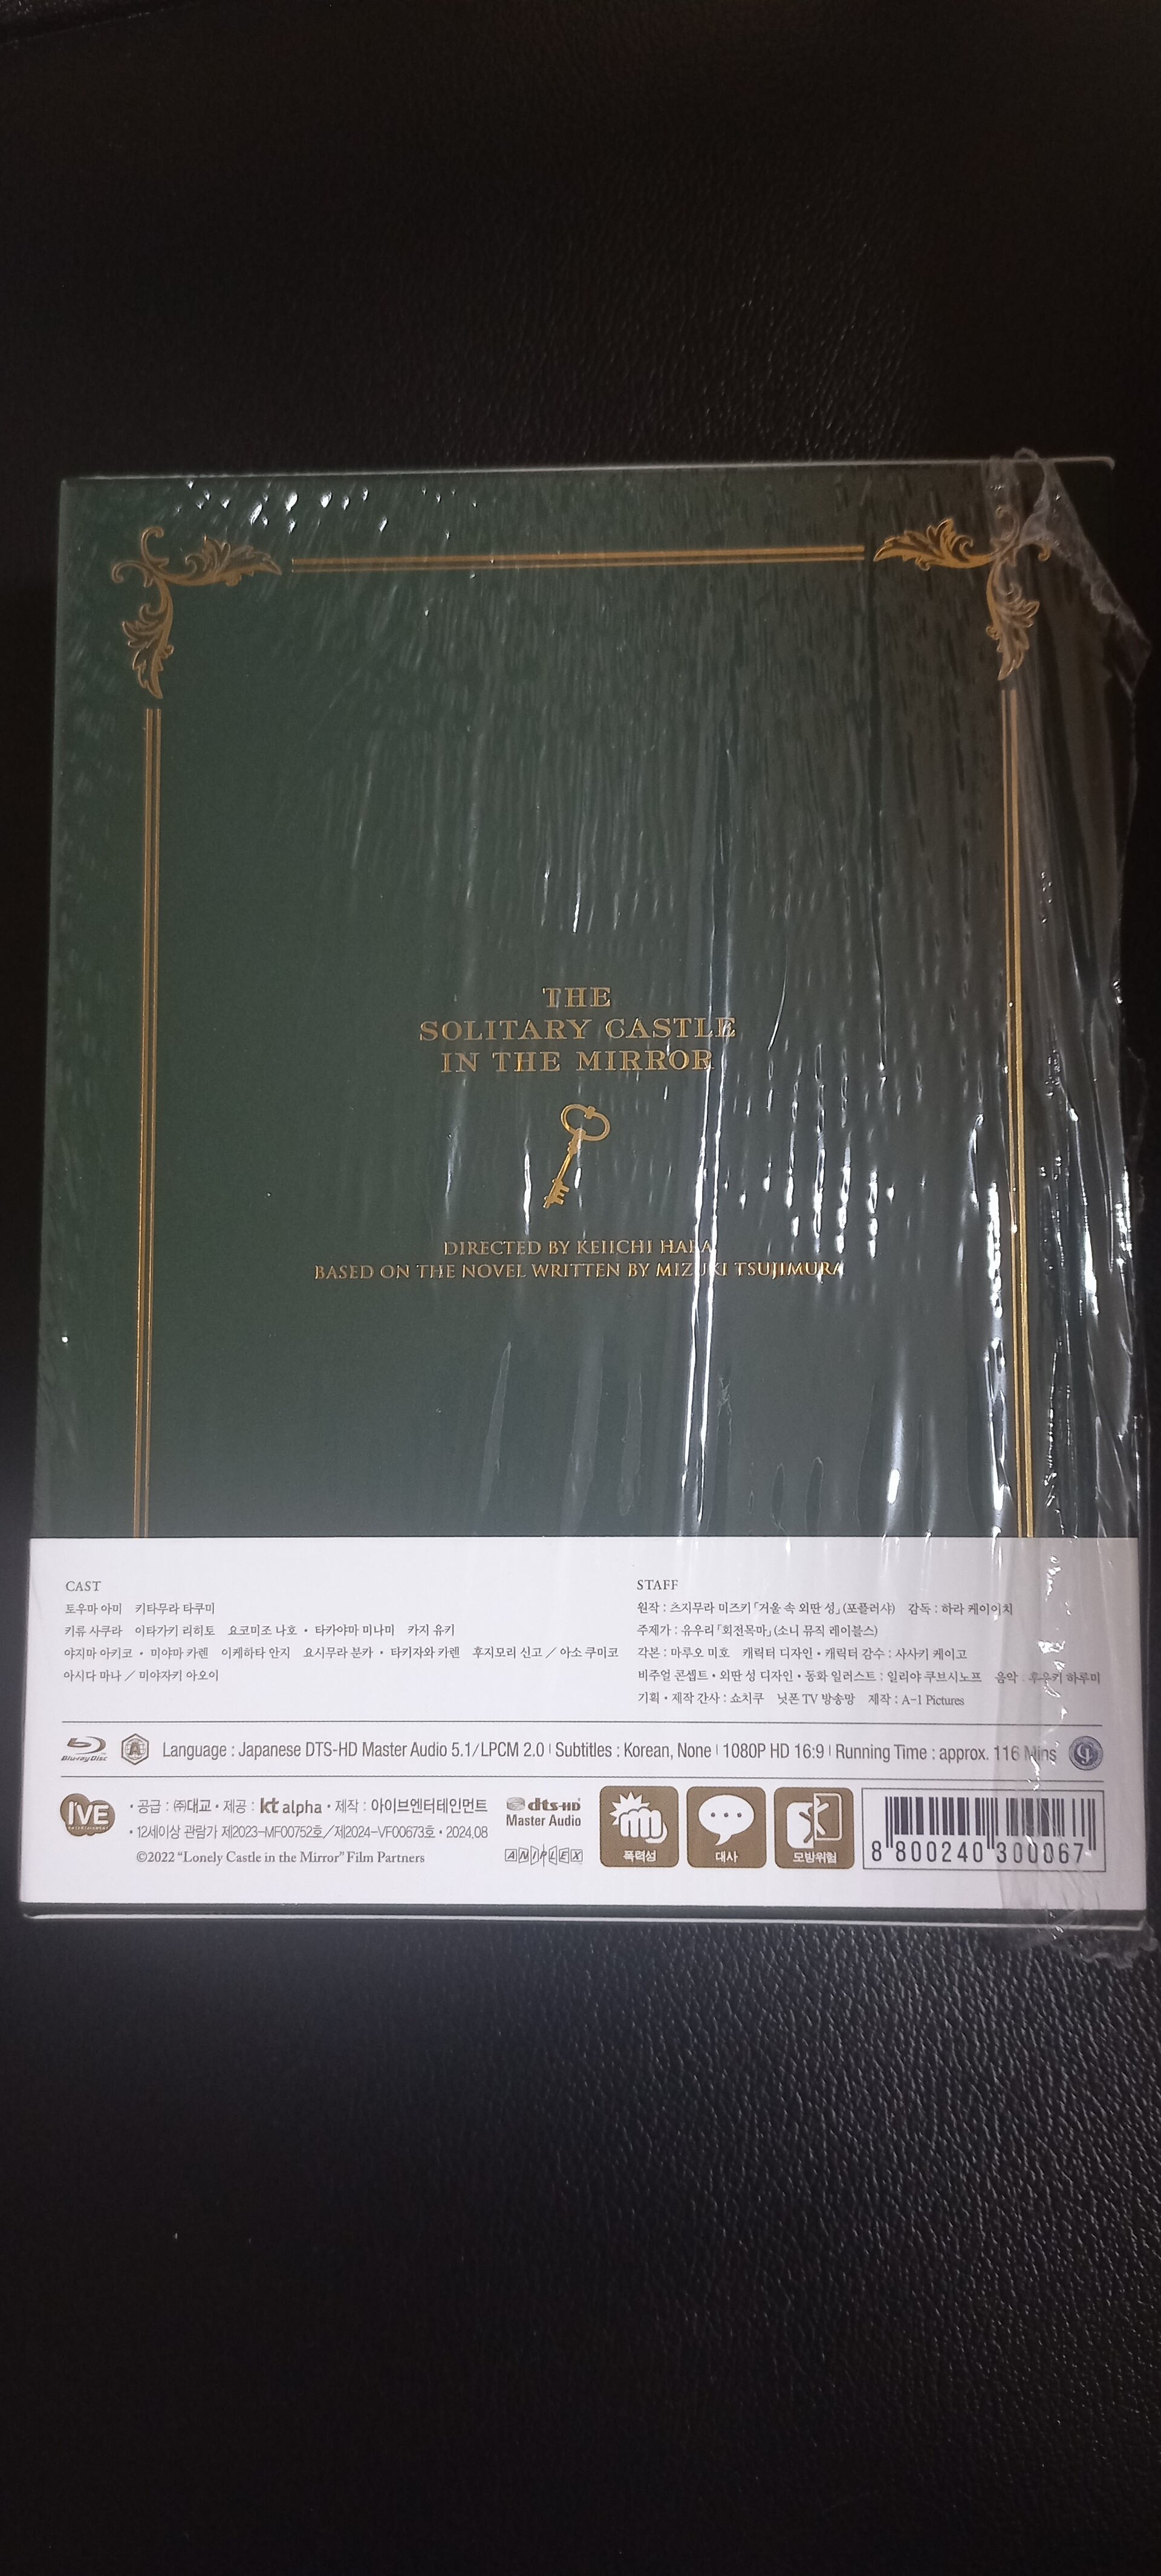 THE
SOLITARY CASTLE
IN THE MIRROR
DIRECTED BY KEIICHI HARA
BASED ON THE NOVEL WRITTEN BY MIZUKI TSUJIMURA
CAST
토우마 아미 키타무라 타쿠미
키류 사쿠라 이타가키 리히토 요코미조 나호 • 타카야마 미나미 카지 유키
야지마 아키코 • 미야마 카렌 이케하타 안지 요시무라 분카 • 타키자와 카렌 후지모리 신고 / 아소 쿠미코
아시다 마나 / 미야자키 아오이
STAFF
원작 : 츠지무라 미즈키 「거울 속 외딴 성」 (포플러샤) 감독 : 하라 케이이치
주제가 : 유우리 「회전목마」 (소니 뮤직 레이블스)
각본 : 마루오 미호 캐릭터 디자인 • 캐릭터 감수 : 사사키 케이고
비주얼 콘셉트 • 외딴 성 디자인 • 동화 일러스트 : 일리야 쿠브시노프 음악 : 후우키 하루미
기획 • 제작 간사 : 쇼치쿠 닛폰 TV 방송망 제작 : A-1 Pictures
Blu-ray Disc A Language : Japanese DTS-HD Master Audio 5.1/LPCM 2.0 | Subtitles : Korean, None | 1080P HD 16:9 | Running Time : approx. 116 Mins
IVE ENTERTAINMENT
• 공급 : ㈜대교 • 제공 : kt alpha • 제작 : 아이브엔터테인먼트
• 12세이상 관람가 제2023-MF00752호/제2024-VF00673호 • 2024.08
©2022 "Lonely Castle in the Mirror" Film Partners
dts-HD
Master Audio
ANIPLEX
폭력성
대사
모방위험
8 800240 300067